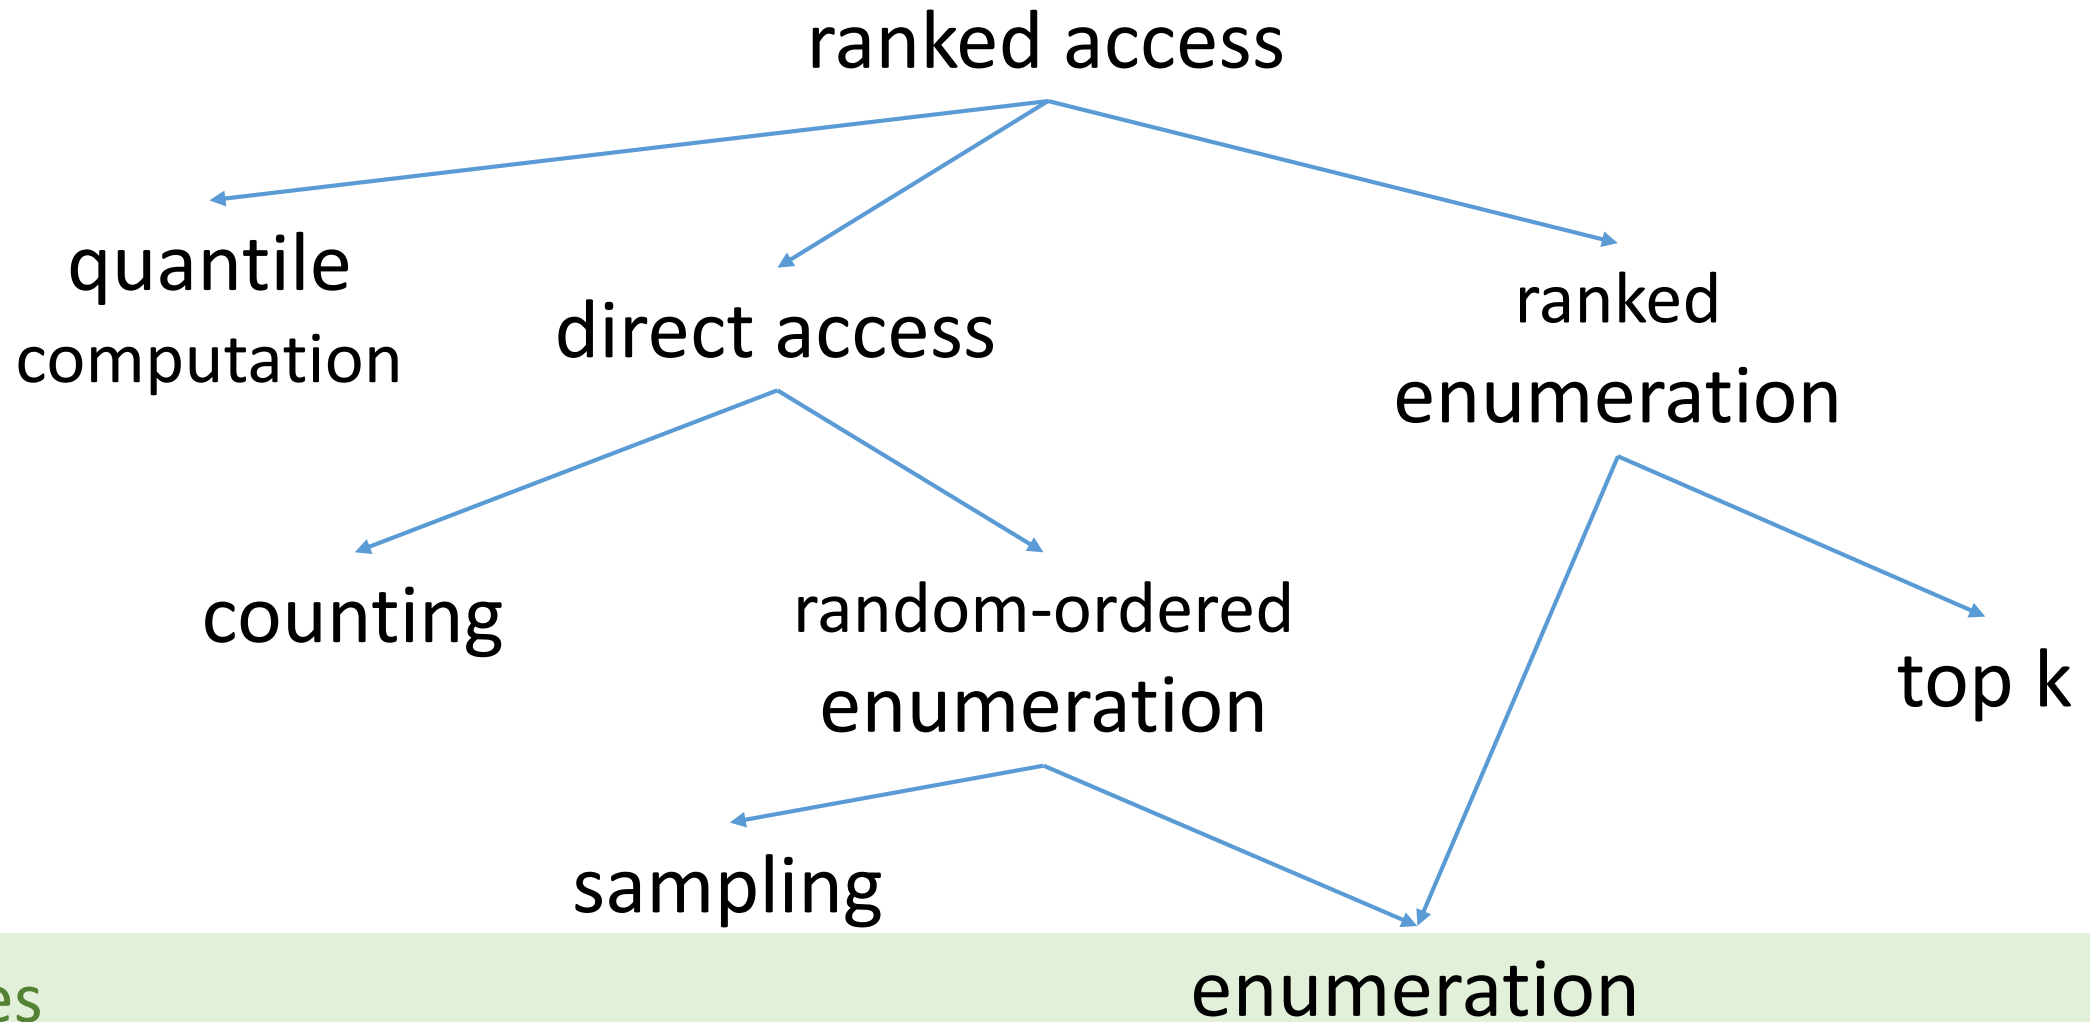 ranked access
quantile
computation
direct access
ranked
enumeration
counting
random-ordered
enumeration
top k
sampling
enumeration